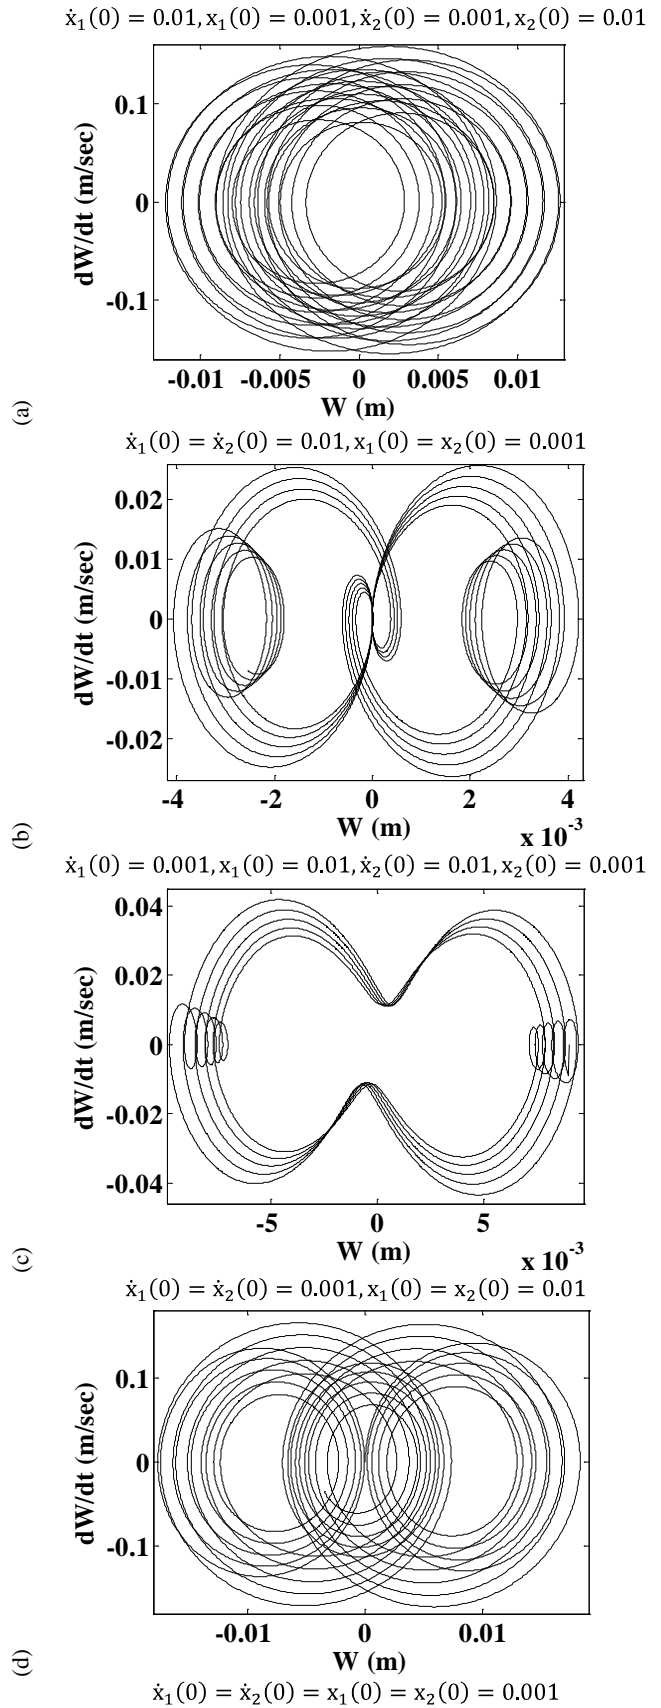 ẋ₁(0) = 0.01, x₁(0) = 0.001, ẋ₂(0) = 0.001, x₂(0) = 0.01
0.1
0
-0.1
dW/dt (m/sec)
-0.01 -0.005 0 0.005 0.01
W (m)
(a)
ẋ₁(0) = ẋ₂(0) = 0.01, x₁(0) = x₂(0) = 0.001
0.02
0.01
0
-0.01
-0.02
dW/dt (m/sec)
-4 -2 0 2 4
W (m) x 10⁻³
(b)
ẋ₁(0) = 0.001, x₁(0) = 0.01, ẋ₂(0) = 0.01, x₂(0) = 0.001
0.04
0.02
0
-0.02
-0.04
dW/dt (m/sec)
-5 0 5
W (m) x 10⁻³
(c)
ẋ₁(0) = ẋ₂(0) = 0.001, x₁(0) = x₂(0) = 0.01
0.1
0
-0.1
dW/dt (m/sec)
-0.01 0 0.01
W (m)
(d)
ẋ₁(0) = ẋ₂(0) = x₁(0) = x₂(0) = 0.001